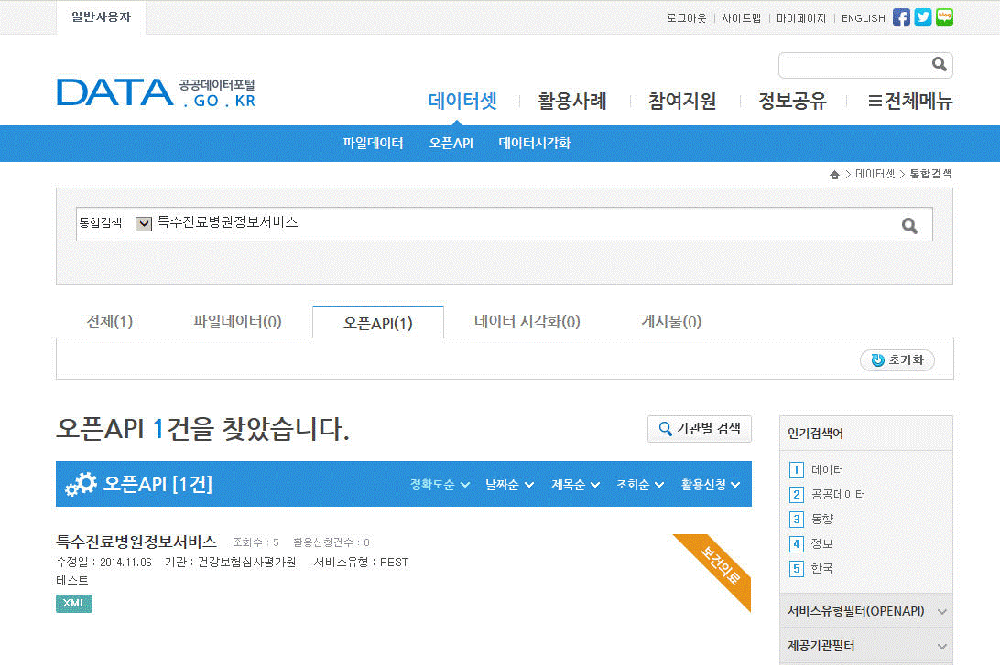 일반사용자
로그아웃 사이트맵 마이페이지 ENGLISH
DATA 공공데이터포털
. GO . KR
데이터셋 활용사례 참여지원 정보공유 전체메뉴
파일데이터 오픈API 데이터시각화
> 데이터셋 > 통합검색
통합검색 특수진료병원정보서비스
전체(1) 파일데이터(0) 오픈API(1) 데이터 시각화(0) 게시물(0)
초기화
오픈API 1건을 찾았습니다.
기관별 검색
오픈API [1건] 정확도순 날짜순 제목순 조회순 활용신청
특수진료병원정보서비스 조회수 : 5 활용신청건수 : 0
수정일 : 2014.11.06 기관 : 건강보험심사평가원 서비스유형 : REST
테스트
XML
보건의료
인기검색어
1 데이터
2 공공데이터
3 동향
4 정보
5 한국
서비스유형필터(OPENAPI)
제공기관필터